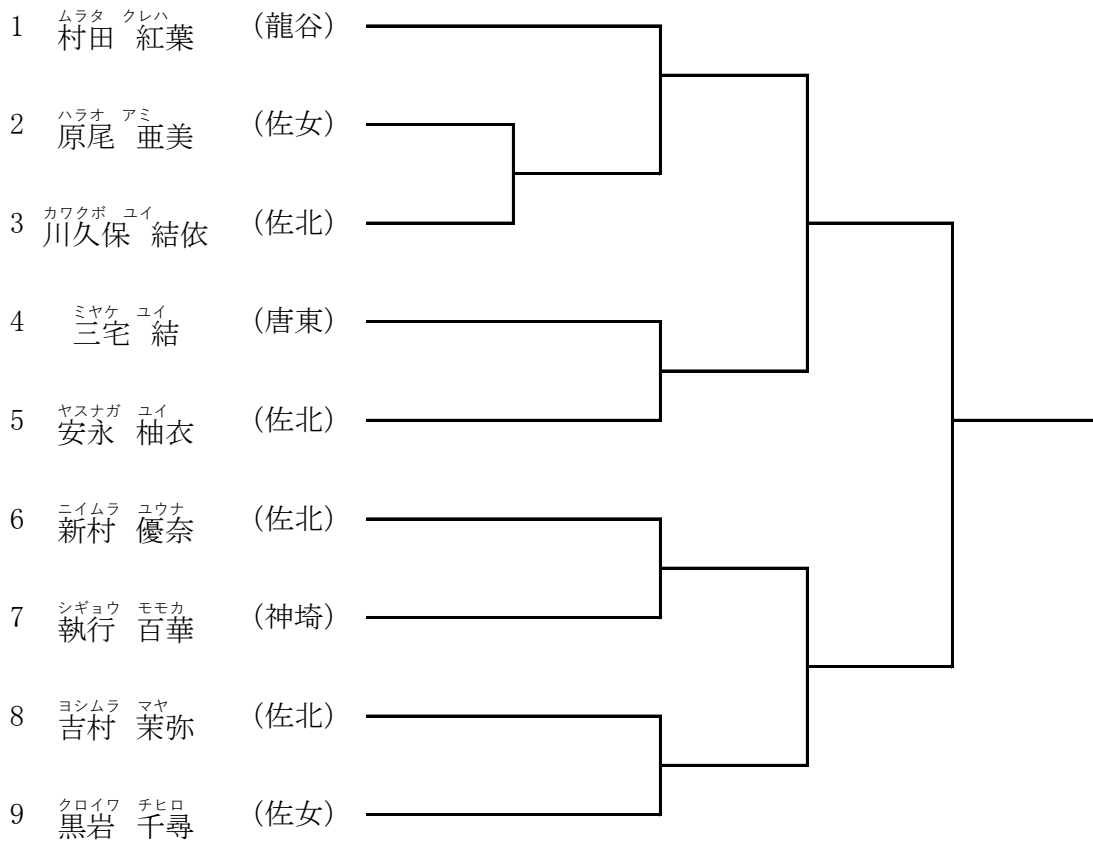 ムラタ クレハ
1 村田 紅葉 (龍谷)
ハラオ アミ
2 原尾 亜美 (佐女)
カワクボ ユイ
3 川久保 結依 (佐北)
ミヤケ ユイ
4 三宅 結 (唐東)
ヤスナガ ユイ
5 安永 柚衣 (佐北)
ニイムラ ユウナ
6 新村 優奈 (佐北)
シギョウ モモカ
7 執行 百華 (神埼)
ヨシムラ マヤ
8 吉村 茉弥 (佐北)
クロイワ チヒロ
9 黒岩 千尋 (佐女)